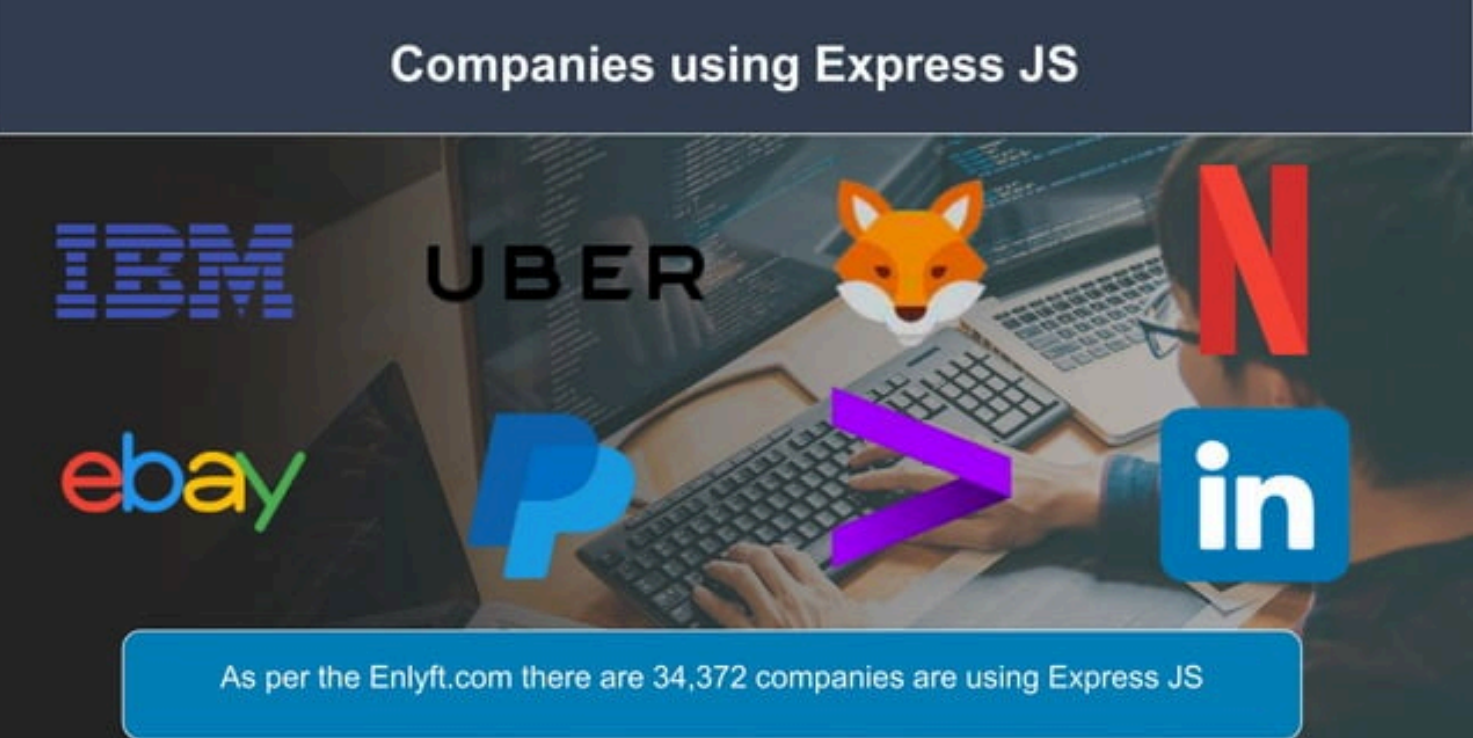 Companies using Express JS
IBM
UBER
N
ebay
P
in
As per the Enlyft.com there are 34,372 companies are using Express JS